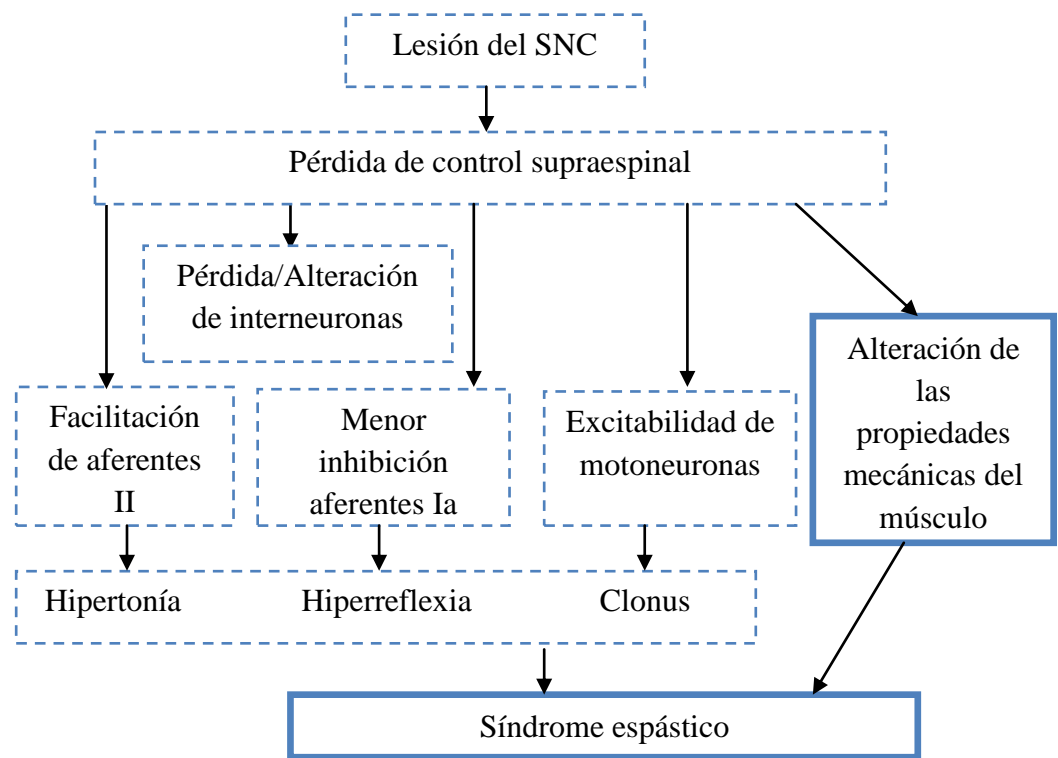 Lesión del SNC
Pérdida de control supraespinal
Pérdida/Alteración
de interneuronas
Facilitación
de aferentes
II
Menor
inhibición
aferentes Ia
Excitabilidad de
motoneuronas
Alteración de
las
propiedades
mecánicas del
músculo
Hipertonía
Hiperreflexia
Clonus
Síndrome espástico